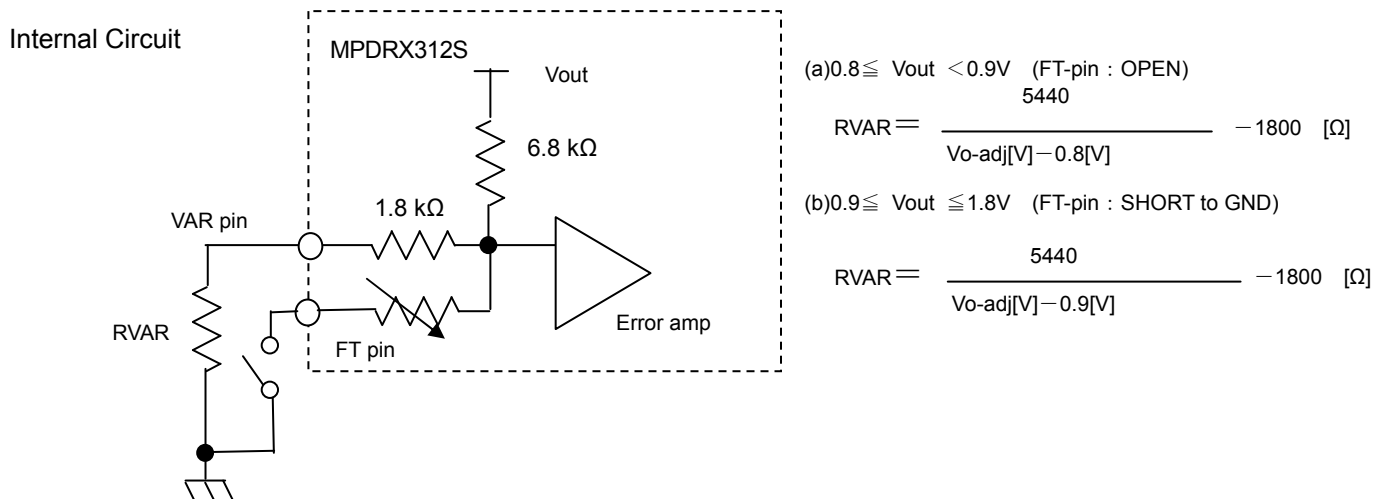 Internal Circuit
MPDRX312S
Vout
6.8 kΩ
1.8 kΩ
VAR pin
RVAR
FT pin
Error amp
(a)0.8≦ Vout ＜0.9V (FT-pin : OPEN)
5440
RVAR＝ －1800 [Ω]
Vo-adj[V]－0.8[V]
(b)0.9≦ Vout ≦1.8V (FT-pin : SHORT to GND)
5440
RVAR＝ －1800 [Ω]
Vo-adj[V]－0.9[V]